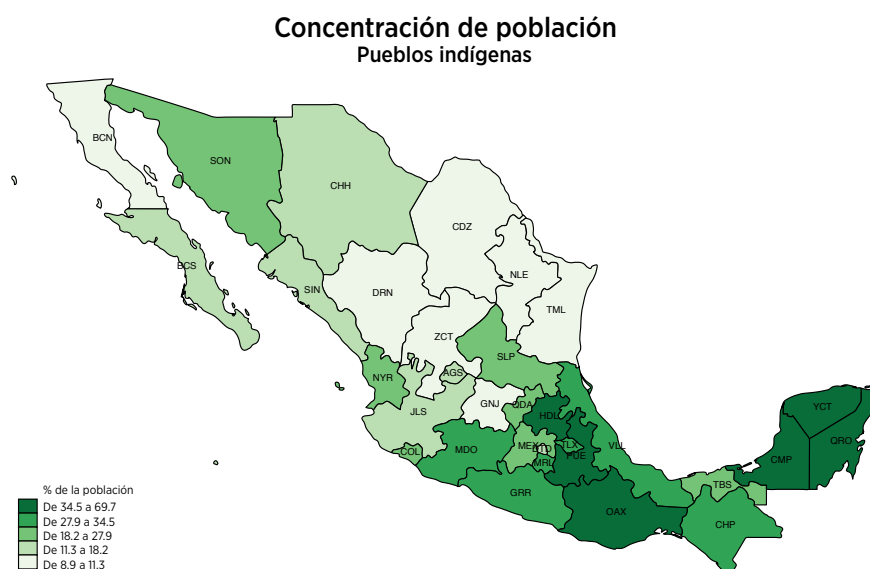 Concentración de población
Pueblos indígenas
BCN
SON
CHH
CDZ
BCS
SIN
DRN
NLE
TML
ZCT
SLP
NYR
AGS
JLS
GNJ
QDA
HDL
COL
MDO
MEX
DTO
TLX
MRL
PUE
VLL
GRR
OAX
TBS
CHP
CMP
YCT
QRO
% de la población
De 34.5 a 69.7
De 27.9 a 34.5
De 18.2 a 27.9
De 11.3 a 18.2
De 8.9 a 11.3